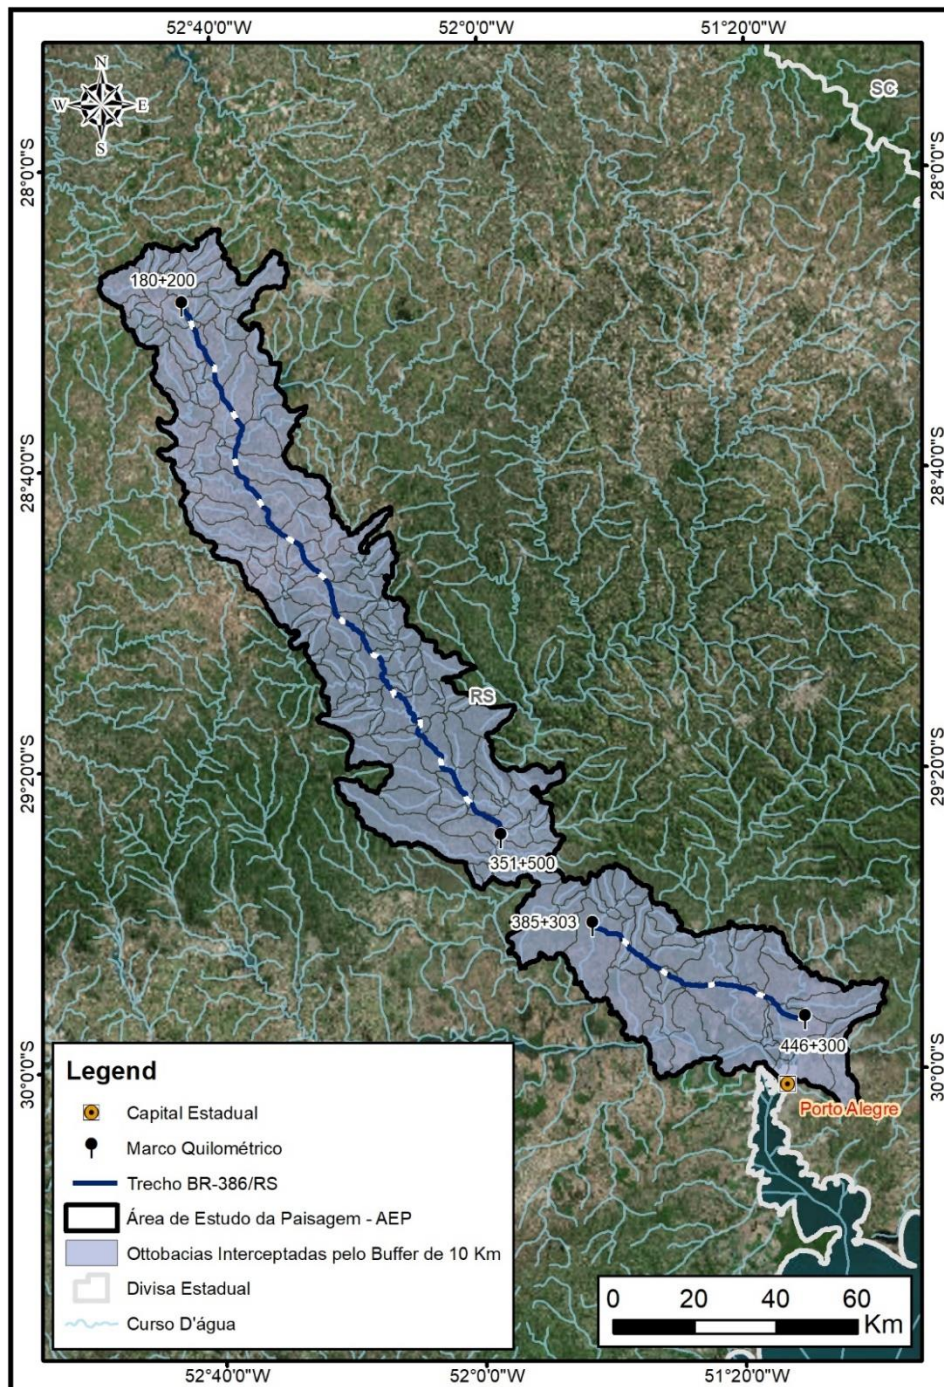 52°40'0"W
52°0'0"W
51°20'0"W
N
W
E
S
SC
28°0'0"S
28°0'0"S
180+200
28°40'0"S
28°40'0"S
RS
29°20'0"S
29°20'0"S
351+500
385+303
446+300
30°0'0"S
30°0'0"S
Porto Alegre
Legend
Capital Estadual
Marco Quilométrico
Trecho BR-386/RS
Área de Estudo da Paisagem - AEP
Ottobacias Interceptadas pelo Buffer de 10 Km
Divisa Estadual
Curso D'água
0 20 40 60
Km
52°40'0"W
52°0'0"W
51°20'0"W